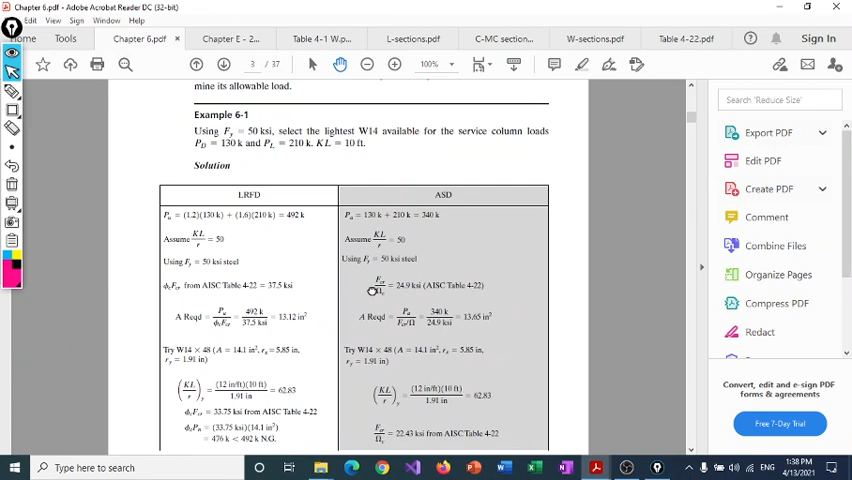 Chapter 6.pdf - Adobe Acrobat Reader DC (32-bit)
Edit View Sign Window Help
Home Tools Chapter 6.pdf × Chapter E - 2... Table 4-1 W.p... L-sections.pdf C-MC section... W-sections.pdf Table 4-22.pdf Sign In
3 / 37 100%
mine its allowable load.
Example 6-1
Using Fy = 50 ksi, select the lightest W14 available for the service column loads
PD = 130 k and PL = 210 k. KL = 10 ft.
Solution
LRFD
Pu = (1.2)(130 k) + (1.6)(210 k) = 492 k
Assume KL/r = 50
Using Fy = 50 ksi steel
ϕcFcr from AISC Table 4-22 = 37.5 ksi
A Reqd = Pu/ϕcFcr = 492 k/37.5 ksi = 13.12 in²
Try W14 × 48 (A = 14.1 in², rx = 5.85 in,
ry = 1.91 in)
(KL/r)y = (12 in/ft)(10 ft)/1.91 in = 62.83
ϕcFcr = 33.75 ksi from AISC Table 4-22
ϕcPn = (33.75 ksi)(14.1 in²)
= 476 k < 492 k N.G.
ASD
Pa = 130 k + 210 k = 340 k
Assume KL/r = 50
Using Fy = 50 ksi steel
Fcr/Ωc = 24.9 ksi (AISC Table 4-22)
A Reqd = Pa/Fcr/Ω = 340 k/24.9 ksi = 13.65 in²
Try W14 × 48 (A = 14.1 in², rx = 5.85 in,
ry = 1.91 in)
(KL/r)y = (12 in/ft)(10 ft)/1.91 in = 62.83
Fcr/Ωc = 22.43 ksi from AISC Table 4-22
Search 'Reduce Size'
Export PDF
Edit PDF
Create PDF
Comment
Combine Files
Organize Pages
Compress PDF
Redact
Convert, edit and e-sign PDF
forms & agreements
Free 7-Day Trial
Type here to search
ENG
1:38 PM
4/13/2021